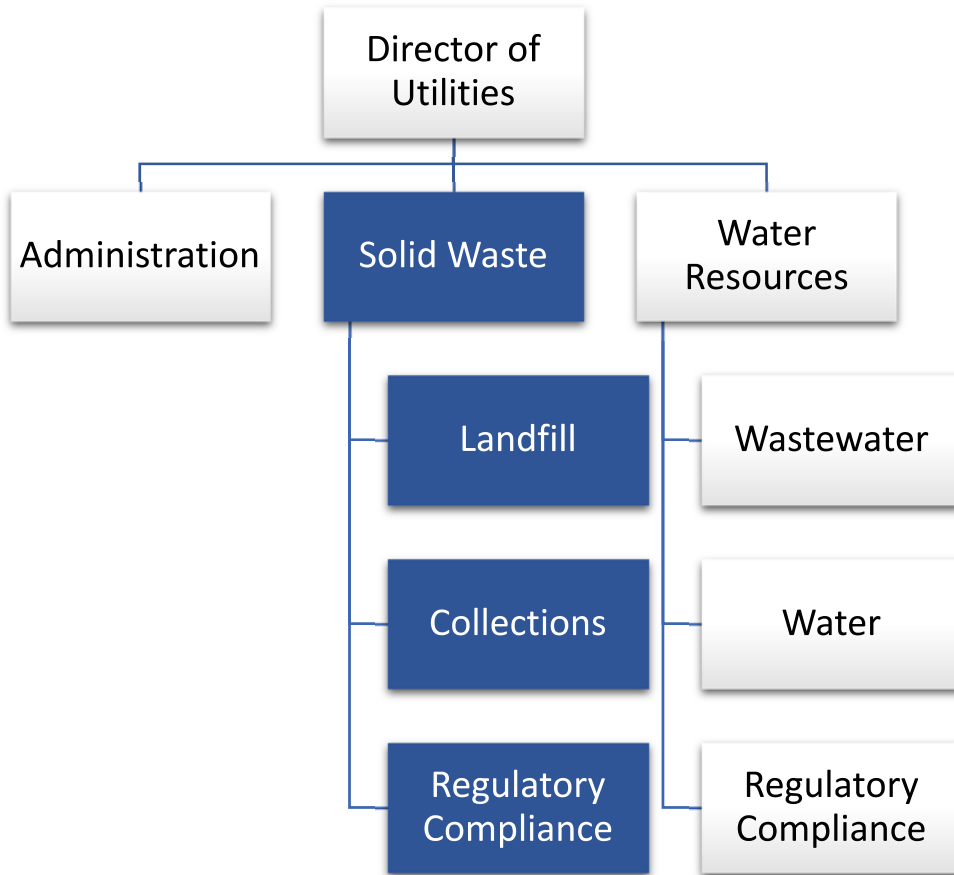 Director of
Utilities
Administration
Solid Waste
Water
Resources
Landfill
Wastewater
Collections
Water
Regulatory
Compliance
Regulatory
Compliance